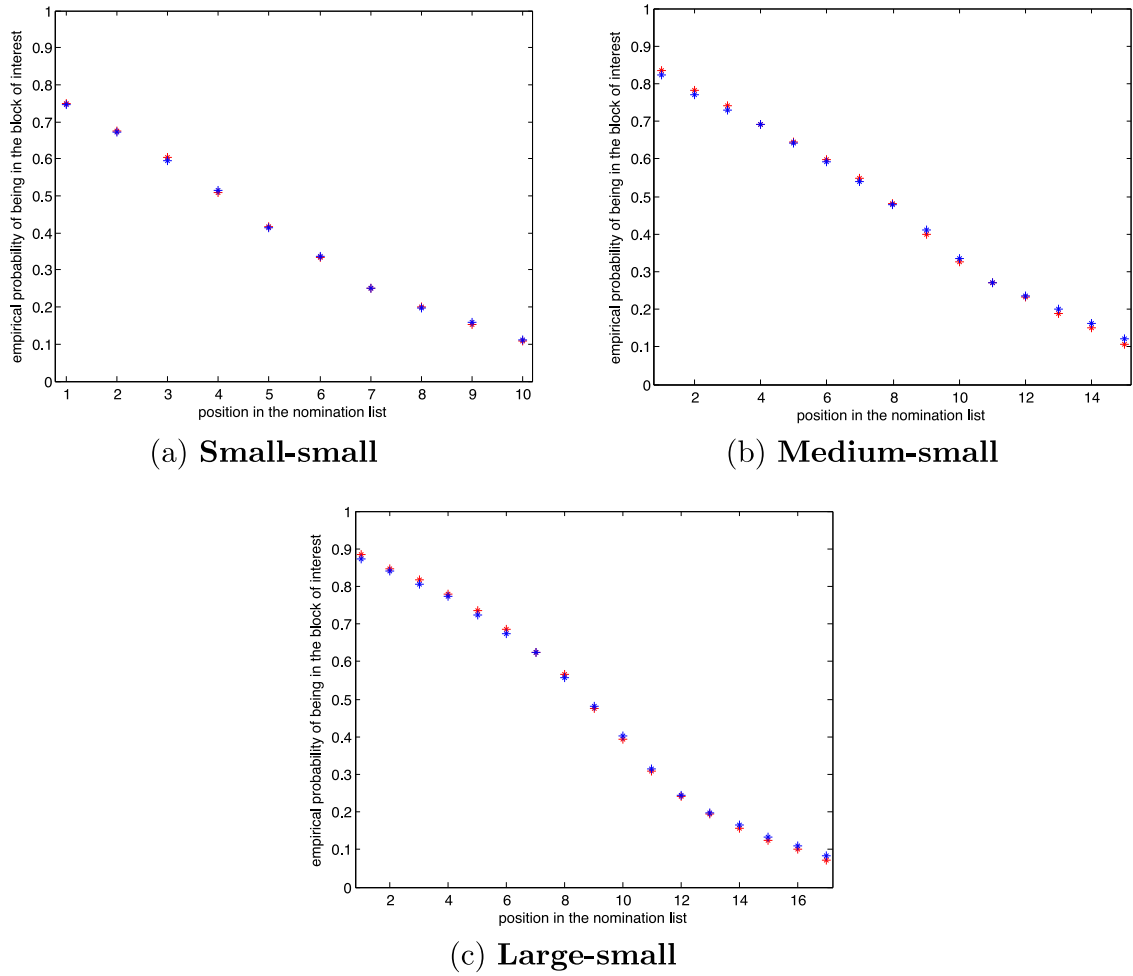 1
0.9
0.8
0.7
0.6
0.5
0.4
0.3
0.2
0.1
0
empirical probability of being in the block of interest
1 2 3 4 5 6 7 8 9 10
position in the nomination list
(a) Small-small
1
0.9
0.8
0.7
0.6
0.5
0.4
0.3
0.2
0.1
0
empirical probability of being in the block of interest
2 4 6 8 10 12 14
position in the nomination list
(b) Medium-small
1
0.9
0.8
0.7
0.6
0.5
0.4
0.3
0.2
0.1
0
empirical probability of being in the block of interest
2 4 6 8 10 12 14 16
position in the nomination list
(c) Large-small